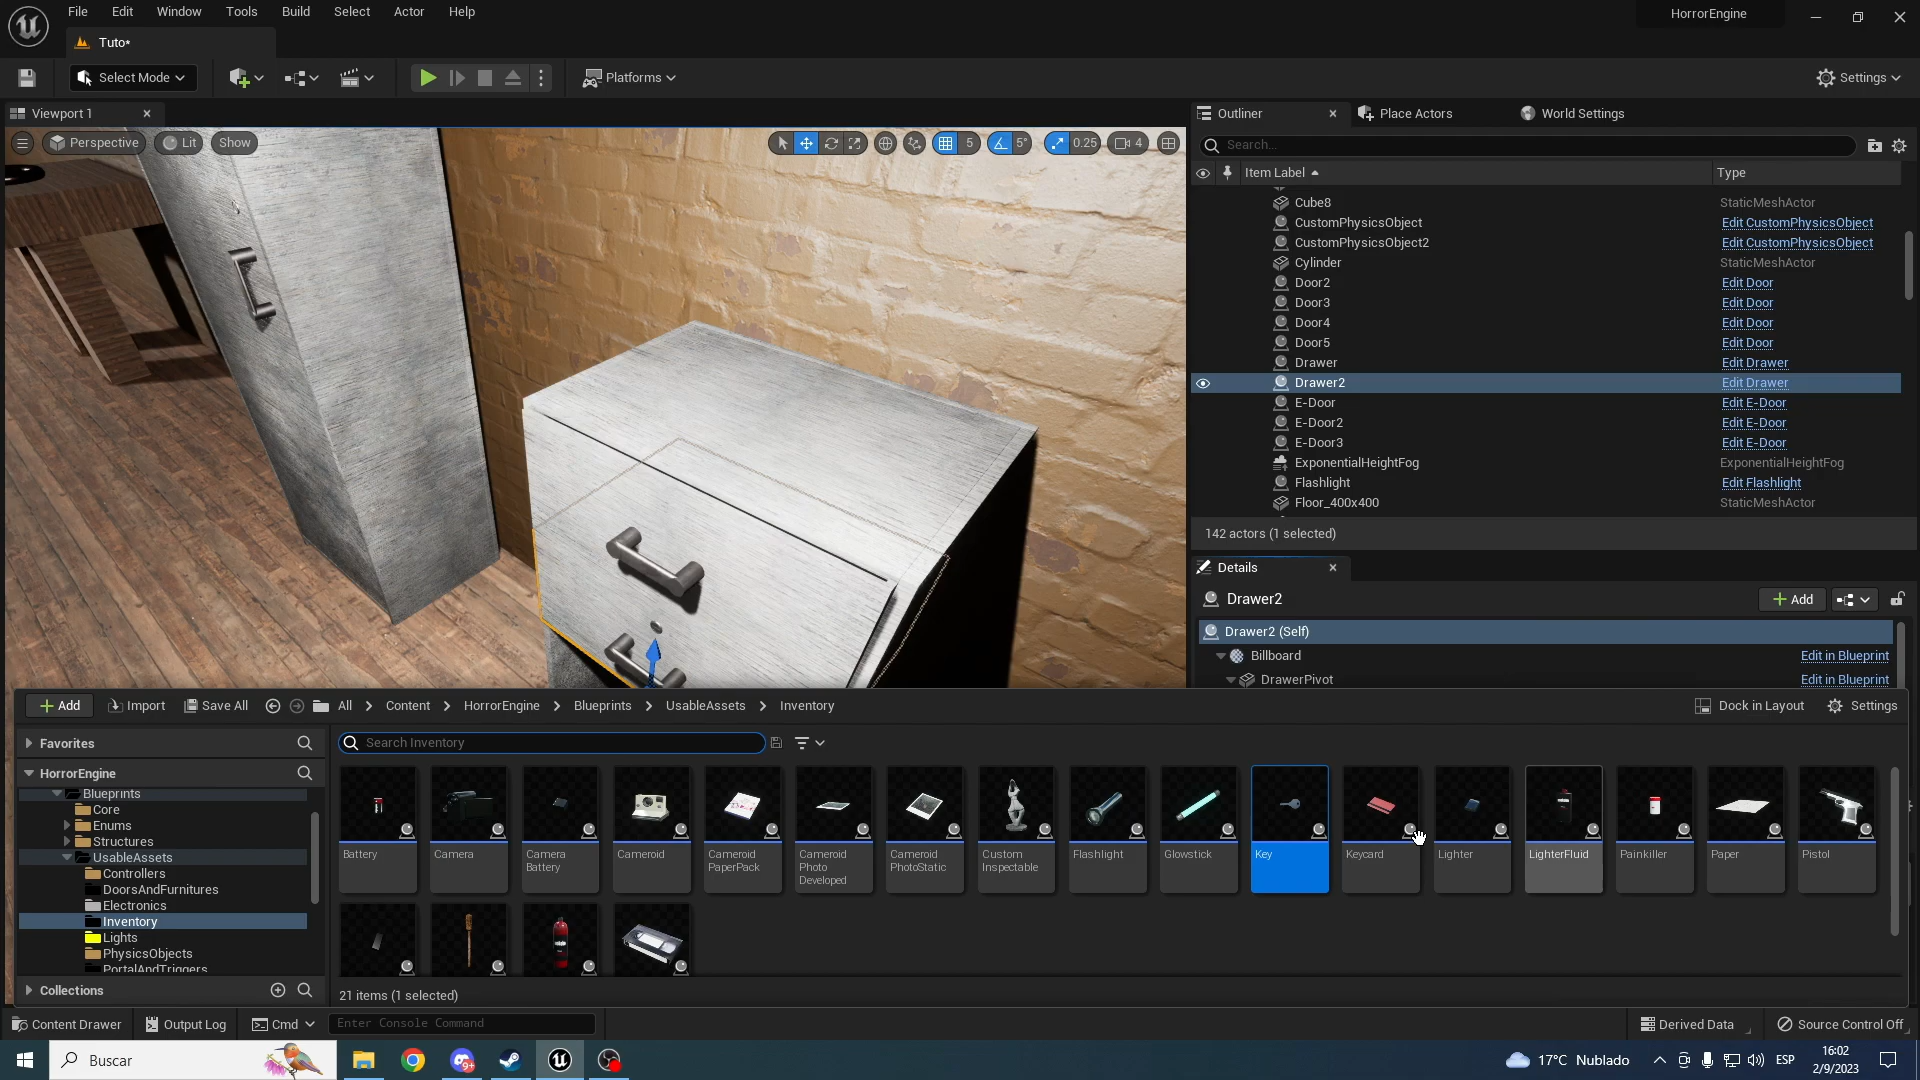 File Edit Window Tools Build Select Actor Help
HorrorEngine
Tuto*
Select Mode
Platforms
Settings
Viewport 1
Perspective
Lit
Show
5
5°
0.25
4
Outliner
Place Actors
World Settings
Search...
Item Label
Type
Cube8 StaticMeshActor
CustomPhysicsObject Edit CustomPhysicsObject
CustomPhysicsObject2 Edit CustomPhysicsObject
Cylinder StaticMeshActor
Door2 Edit Door
Door3 Edit Door
Door4 Edit Door
Door5 Edit Door
Drawer Edit Drawer
Drawer2 Edit Drawer
E-Door Edit E-Door
E-Door2 Edit E-Door
E-Door3 Edit E-Door
ExponentialHeightFog ExponentialHeightFog
Flashlight Edit Flashlight
Floor_400x400 StaticMeshActor
142 actors (1 selected)
Details
Drawer2
Add
Drawer2 (Self)
Billboard Edit in Blueprint
DrawerPivot Edit in Blueprint
Add
Import
Save All
All
Content
HorrorEngine
Blueprints
UsableAssets
Inventory
Dock in Layout
Settings
Favorites
HorrorEngine
Blueprints
Core
Enums
Structures
UsableAssets
Controllers
DoorsAndFurnitures
Electronics
Inventory
Lights
PhysicsObjects
PortalAndTriggers
Collections
Search Inventory
Battery
Camera
Camera
Battery
Cameroid
Cameroid
PaperPack
Cameroid
Photo
Developed
Cameroid
PhotoStatic
Custom
Inspectable
Flashlight
Glowstick
Key
Keycard
Lighter
LighterFluid
Painkiller
Paper
Pistol
21 items (1 selected)
Content Drawer
Output Log
Cmd
Enter Console Command
Derived Data
Source Control Off
Buscar
9+
17°C Nublado
ESP
16:02
2/9/2023